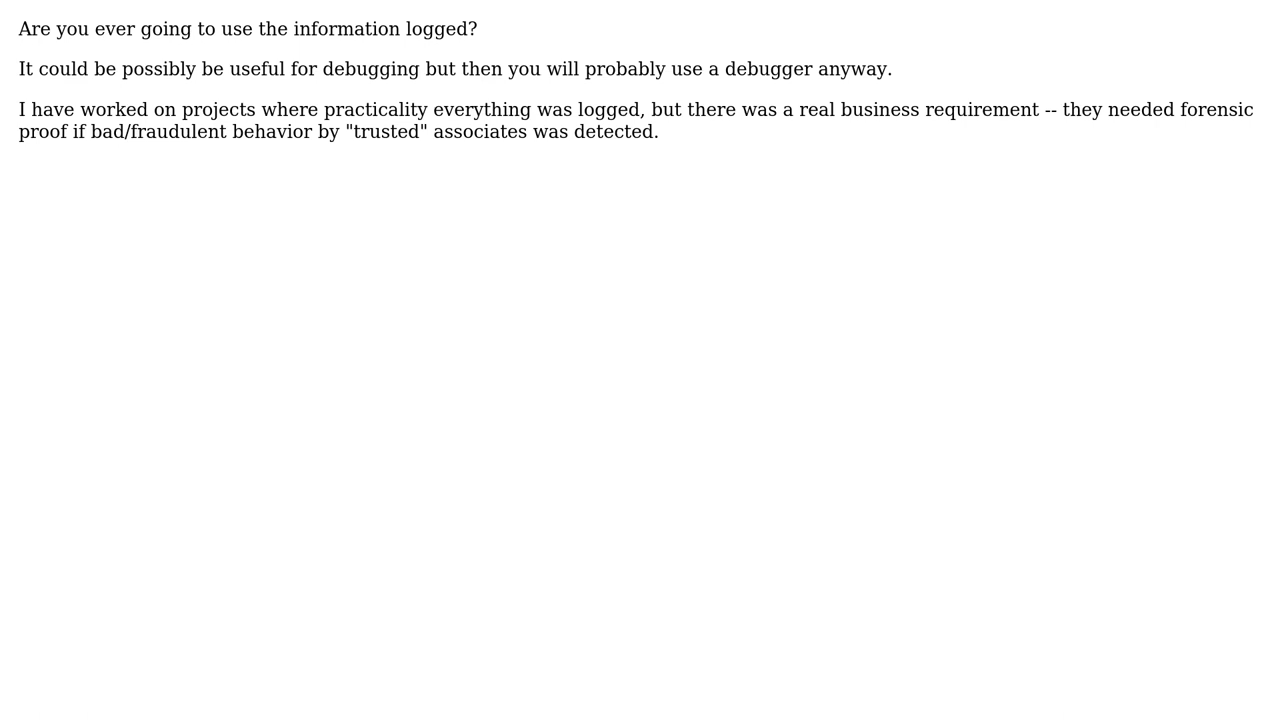 Are you ever going to use the information logged?
It could be possibly be useful for debugging but then you will probably use a debugger anyway.
I have worked on projects where practicality everything was logged, but there was a real business requirement -- they needed forensic
proof if bad/fraudulent behavior by "trusted" associates was detected.